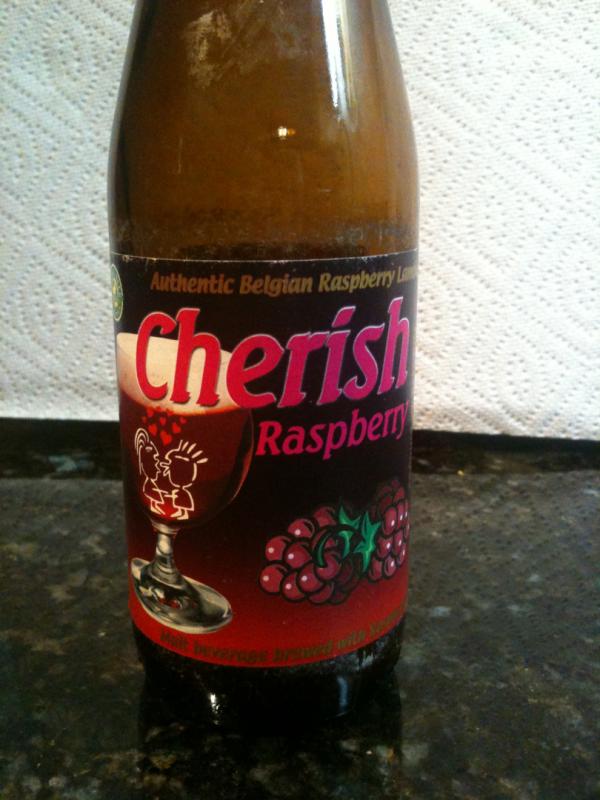 Authentic Belgian Raspberry
Cherish
Raspberry
Malt beverage brewed with